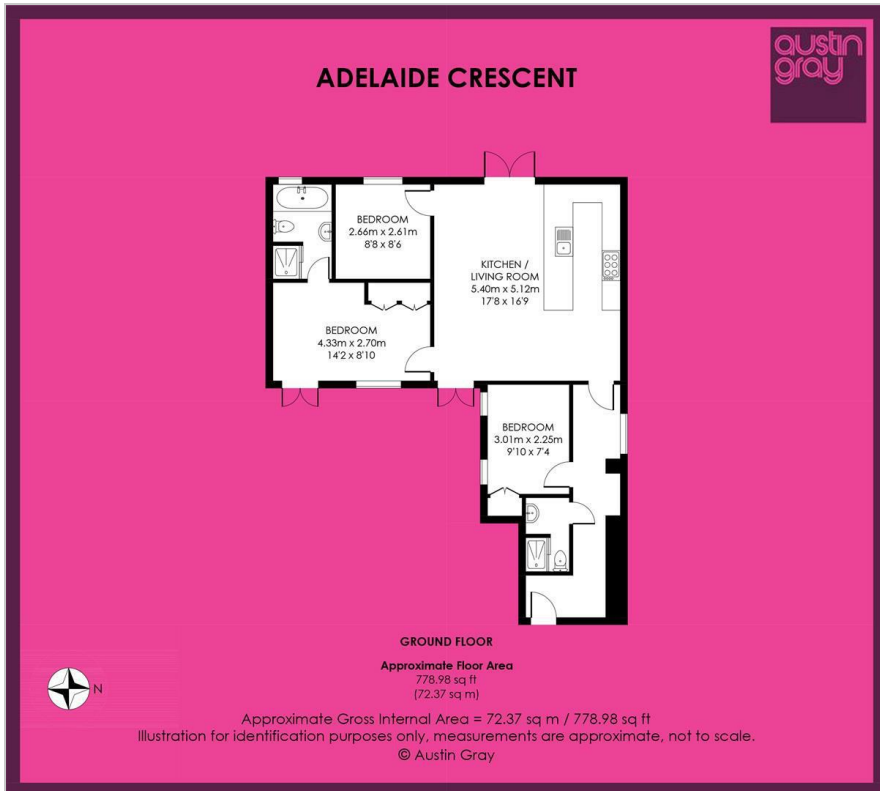 austin
gray
ADELAIDE CRESCENT
BEDROOM
2.66m x 2.61m
8'8 x 8'6
KITCHEN /
LIVING ROOM
5.40m x 5.12m
17'8 x 16'9
BEDROOM
4.33m x 2.70m
14'2 x 8'10
BEDROOM
3.01m x 2.25m
9'10 x 7'4
GROUND FLOOR
Approximate Floor Area
778.98 sq ft
(72.37 sq m)
N
Approximate Gross Internal Area = 72.37 sq m / 778.98 sq ft
Illustration for identification purposes only, measurements are approximate, not to scale.
© Austin Gray